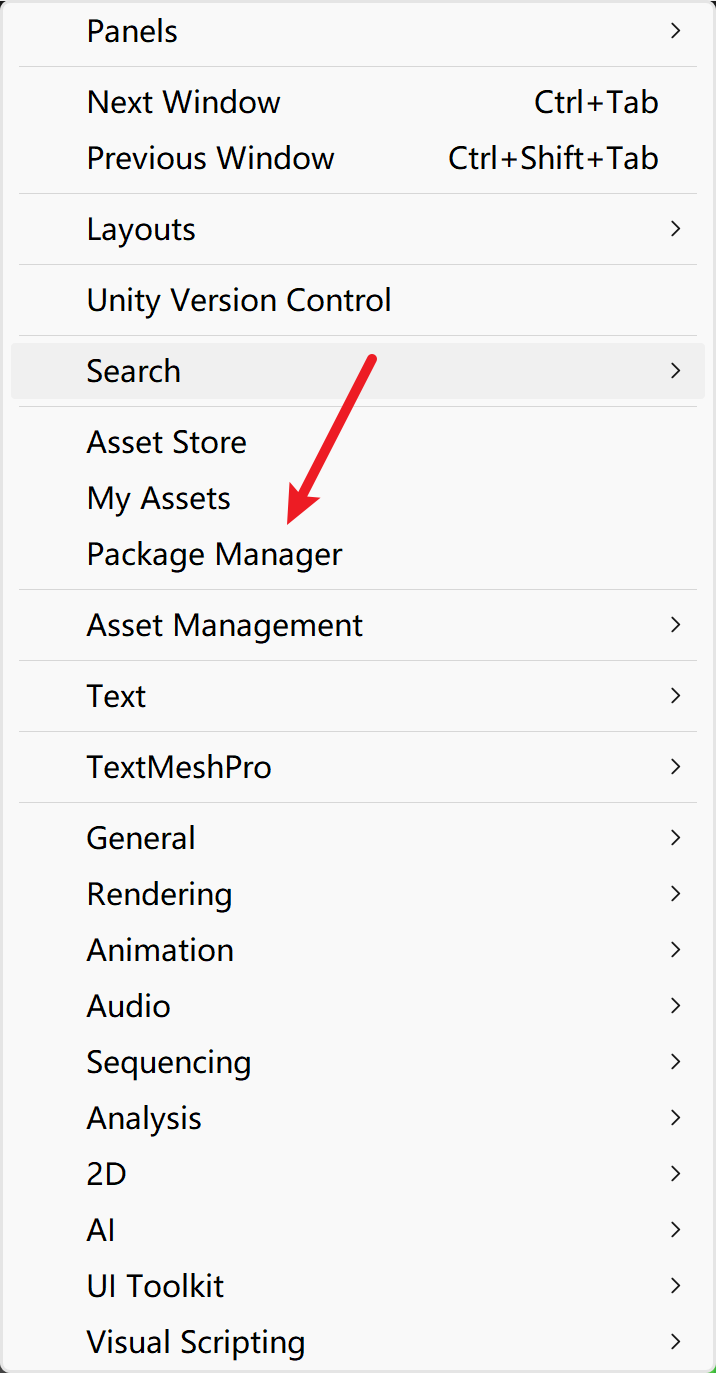 Panels
Next Window Ctrl+Tab
Previous Window Ctrl+Shift+Tab
Layouts
Unity Version Control
Search
Asset Store
My Assets
Package Manager
Asset Management
Text
TextMeshPro
General
Rendering
Animation
Audio
Sequencing
Analysis
2D
AI
UI Toolkit
Visual Scripting